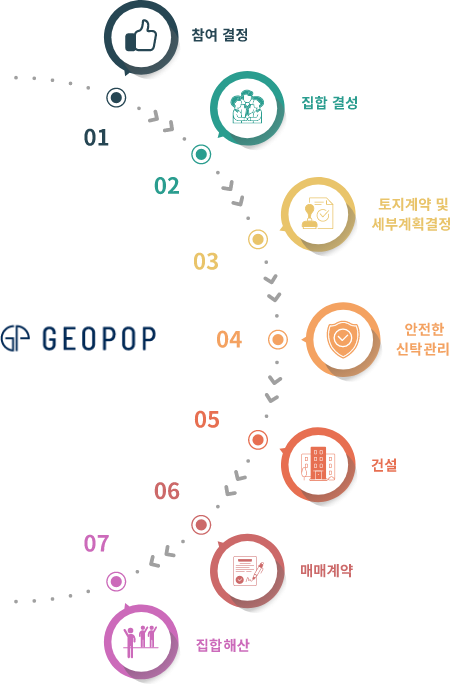 참여 결정
01
집합 결성
02
토지계약 및
세부계획결정
03
GEOPOP
04
안전한
신탁관리
05
건설
06
매매계약
07
집합해산